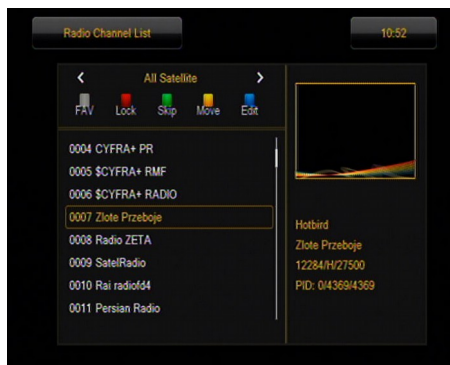 Radio Channel List
10:52
All Satellite
FAV Lock Skip Move Edit
0004 CYFRA+ PR
0005 $CYFRA+ RMF
0006 $CYFRA+ RADIO
0007 Zlote Przeboje
0008 Radio ZETA
0009 SatelRadio
0010 Rai radiofd4
0011 Persian Radio
Hotbird
Zlote Przeboje
12284/H/27500
PID: 0/4369/4369